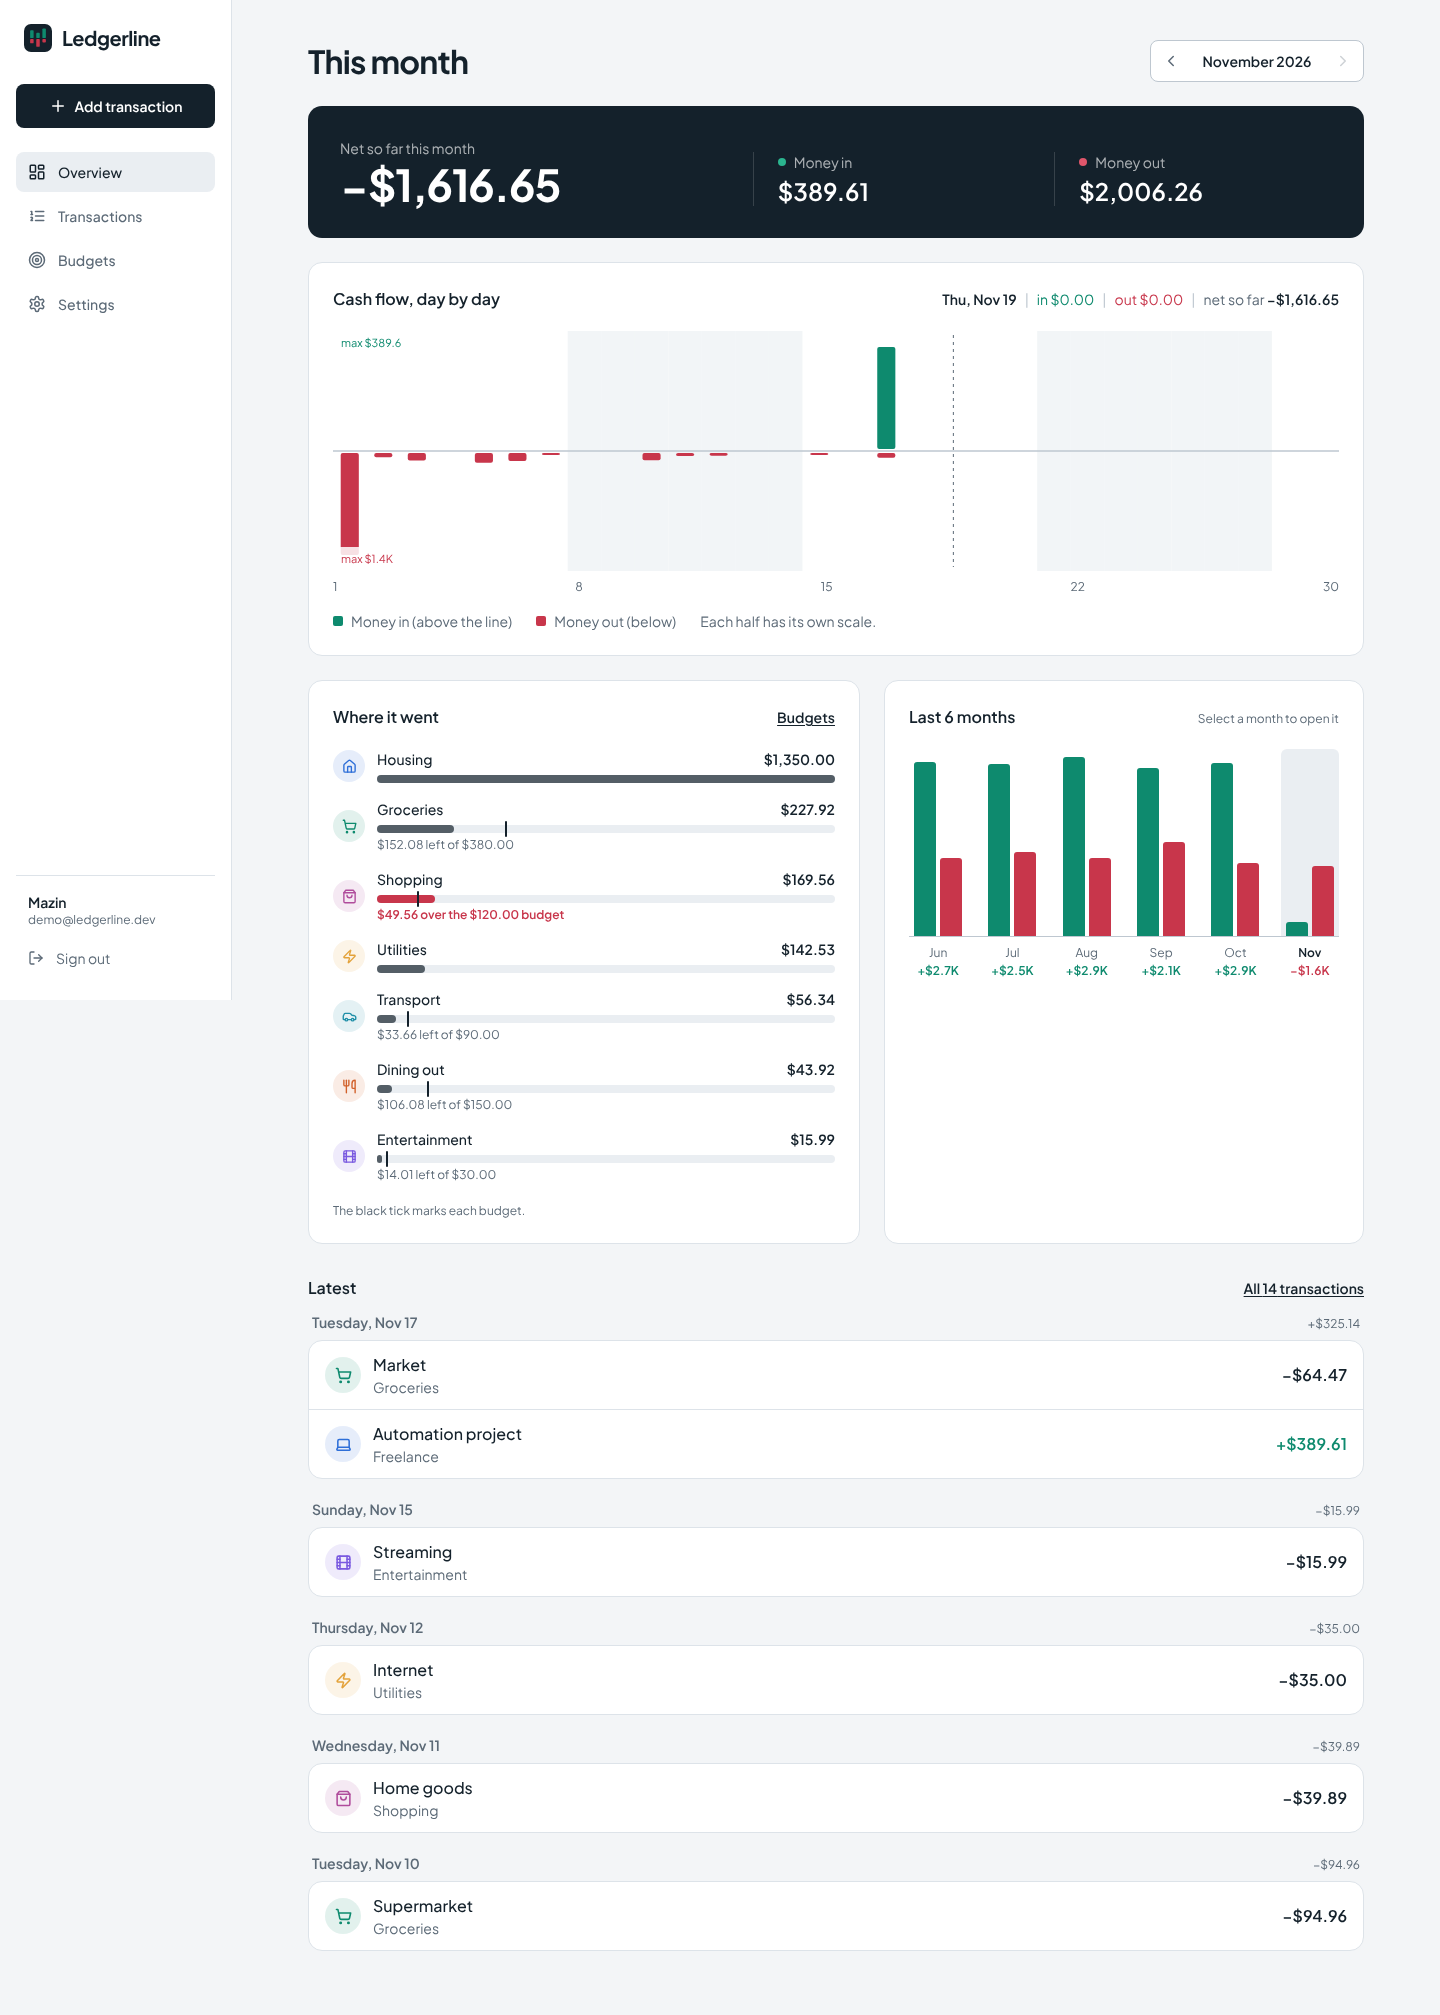 Ledgerline
Add transaction
Overview
Transactions
Budgets
Settings
Mazin
demo@ledgerline.dev
Sign out
This month
November 2026
Net so far this month
−$1,616.65
Money in
$389.61
Money out
$2,006.26
Cash flow, day by day
Thu, Nov 19 | in $0.00 | out $0.00 | net so far −$1,616.65
max $389.6
max $1.4K
1 8 15 22 30
Money in (above the line) Money out (below) Each half has its own scale.
Where it went Budgets
Housing $1,350.00
Groceries $227.92
$152.08 left of $380.00
Shopping $169.56
$49.56 over the $120.00 budget
Utilities $142.53
Transport $56.34
$33.66 left of $90.00
Dining out $43.92
$106.08 left of $150.00
Entertainment $15.99
$14.01 left of $30.00
The black tick marks each budget.
Last 6 months Select a month to open it
Jun Jul Aug Sep Oct Nov
+$2.7K +$2.5K +$2.9K +$2.1K +$2.9K −$1.6K
Latest All 14 transactions
Tuesday, Nov 17 +$325.14
Market −$64.47
Groceries
Automation project +$389.61
Freelance
Sunday, Nov 15 −$15.99
Streaming −$15.99
Entertainment
Thursday, Nov 12 −$35.00
Internet −$35.00
Utilities
Wednesday, Nov 11 −$39.89
Home goods −$39.89
Shopping
Tuesday, Nov 10 −$94.96
Supermarket −$94.96
Groceries